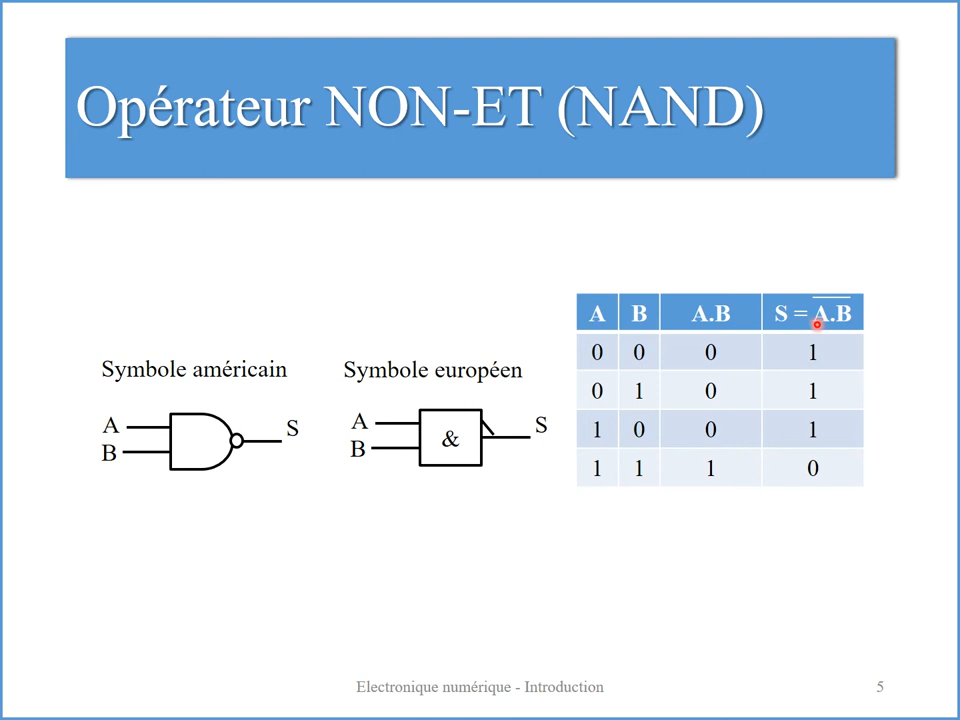 Opérateur NON-ET (NAND)
Symbole américain
A
B
S
Symbole européen
A
B
&
S
A B A.B S = A̅.̅B̅
0 0 0 1
0 1 0 1
1 0 0 1
1 1 1 0
Electronique numérique - Introduction 5